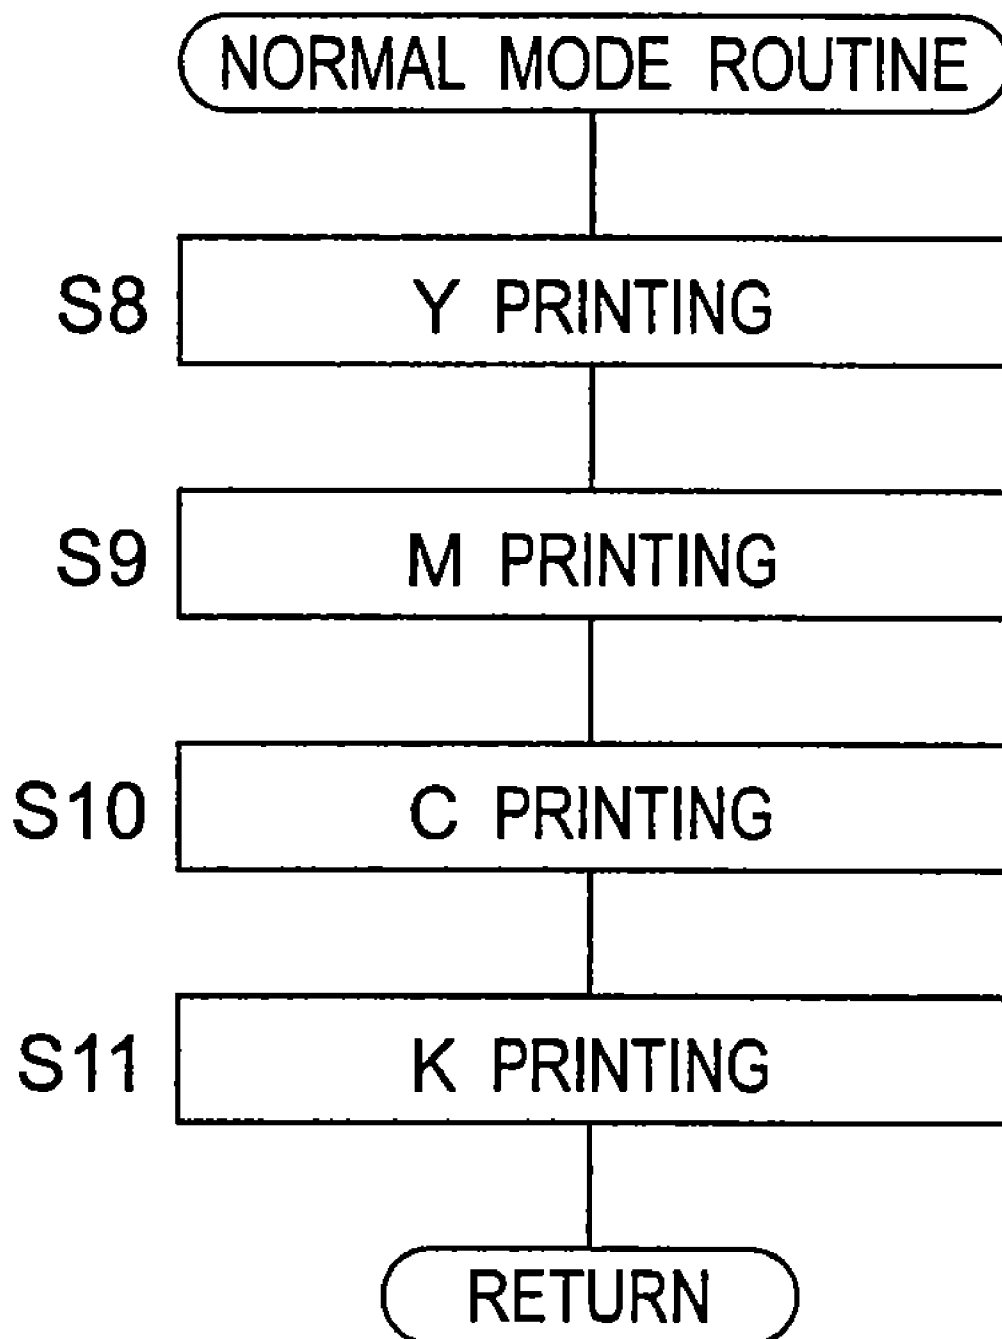 NORMAL MODE ROUTINE
S8 Y PRINTING
S9 M PRINTING
S10 C PRINTING
S11 K PRINTING
RETURN